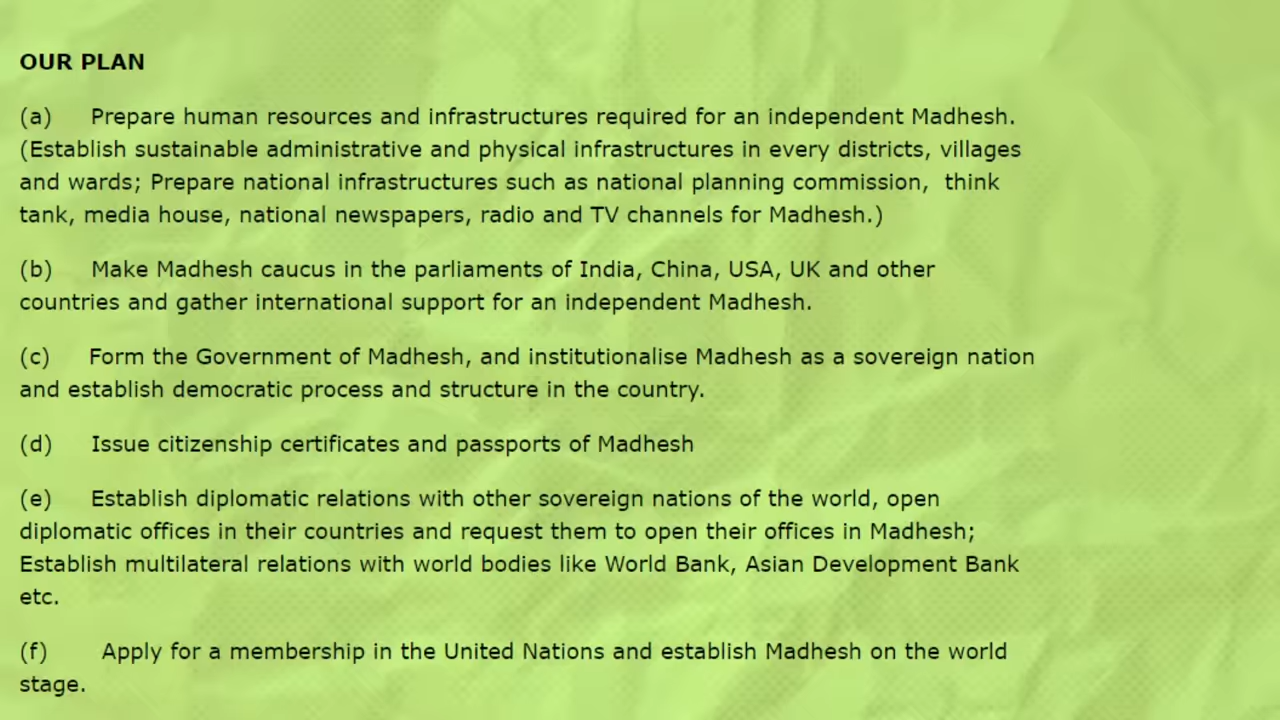 OUR PLAN
(a) Prepare human resources and infrastructures required for an independent Madhesh.
(Establish sustainable administrative and physical infrastructures in every districts, villages
and wards; Prepare national infrastructures such as national planning commission, think
tank, media house, national newspapers, radio and TV channels for Madhesh.)
(b) Make Madhesh caucus in the parliaments of India, China, USA, UK and other
countries and gather international support for an independent Madhesh.
(c) Form the Government of Madhesh, and institutionalise Madhesh as a sovereign nation
and establish democratic process and structure in the country.
(d) Issue citizenship certificates and passports of Madhesh
(e) Establish diplomatic relations with other sovereign nations of the world, open
diplomatic offices in their countries and request them to open their offices in Madhesh;
Establish multilateral relations with world bodies like World Bank, Asian Development Bank
etc.
(f) Apply for a membership in the United Nations and establish Madhesh on the world
stage.